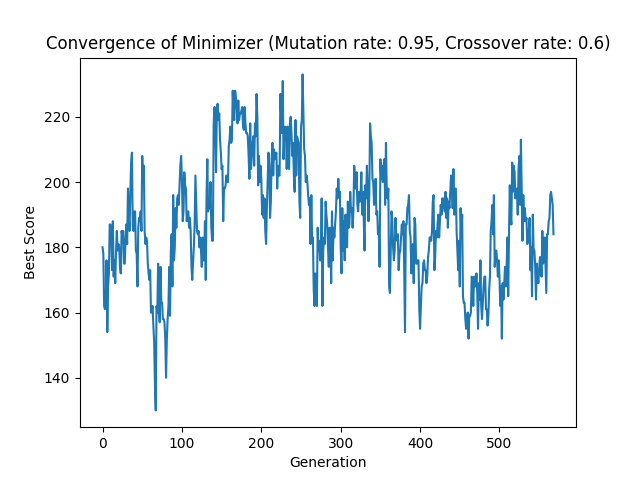 Convergence of Minimizer (Mutation rate: 0.95, Crossover rate: 0.6)
220
200
180
160
140
Best Score
0 100 200 300 400 500
Generation